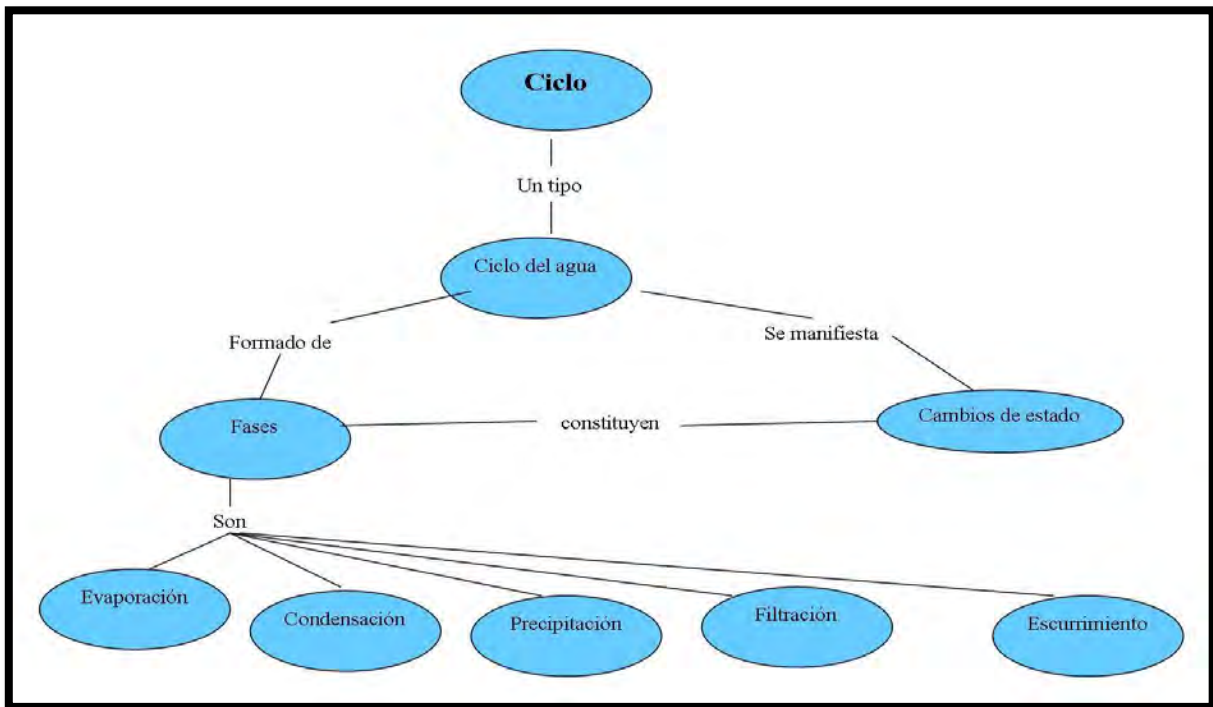 Ciclo
Un tipo
Ciclo del agua
Formado de
Se manifiesta
Fases
constituyen
Cambios de estado
Son
Evaporación
Condensación
Precipitación
Filtración
Escurrimiento